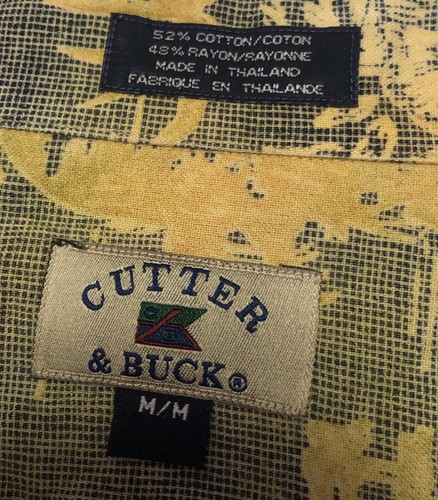 52% COTTON/COTON
48% RAYON/RAYONNE
MADE IN THAILAND
FABRIQUE EN THAILANDE
CUTTER
C
B
& BUCK®
M/M